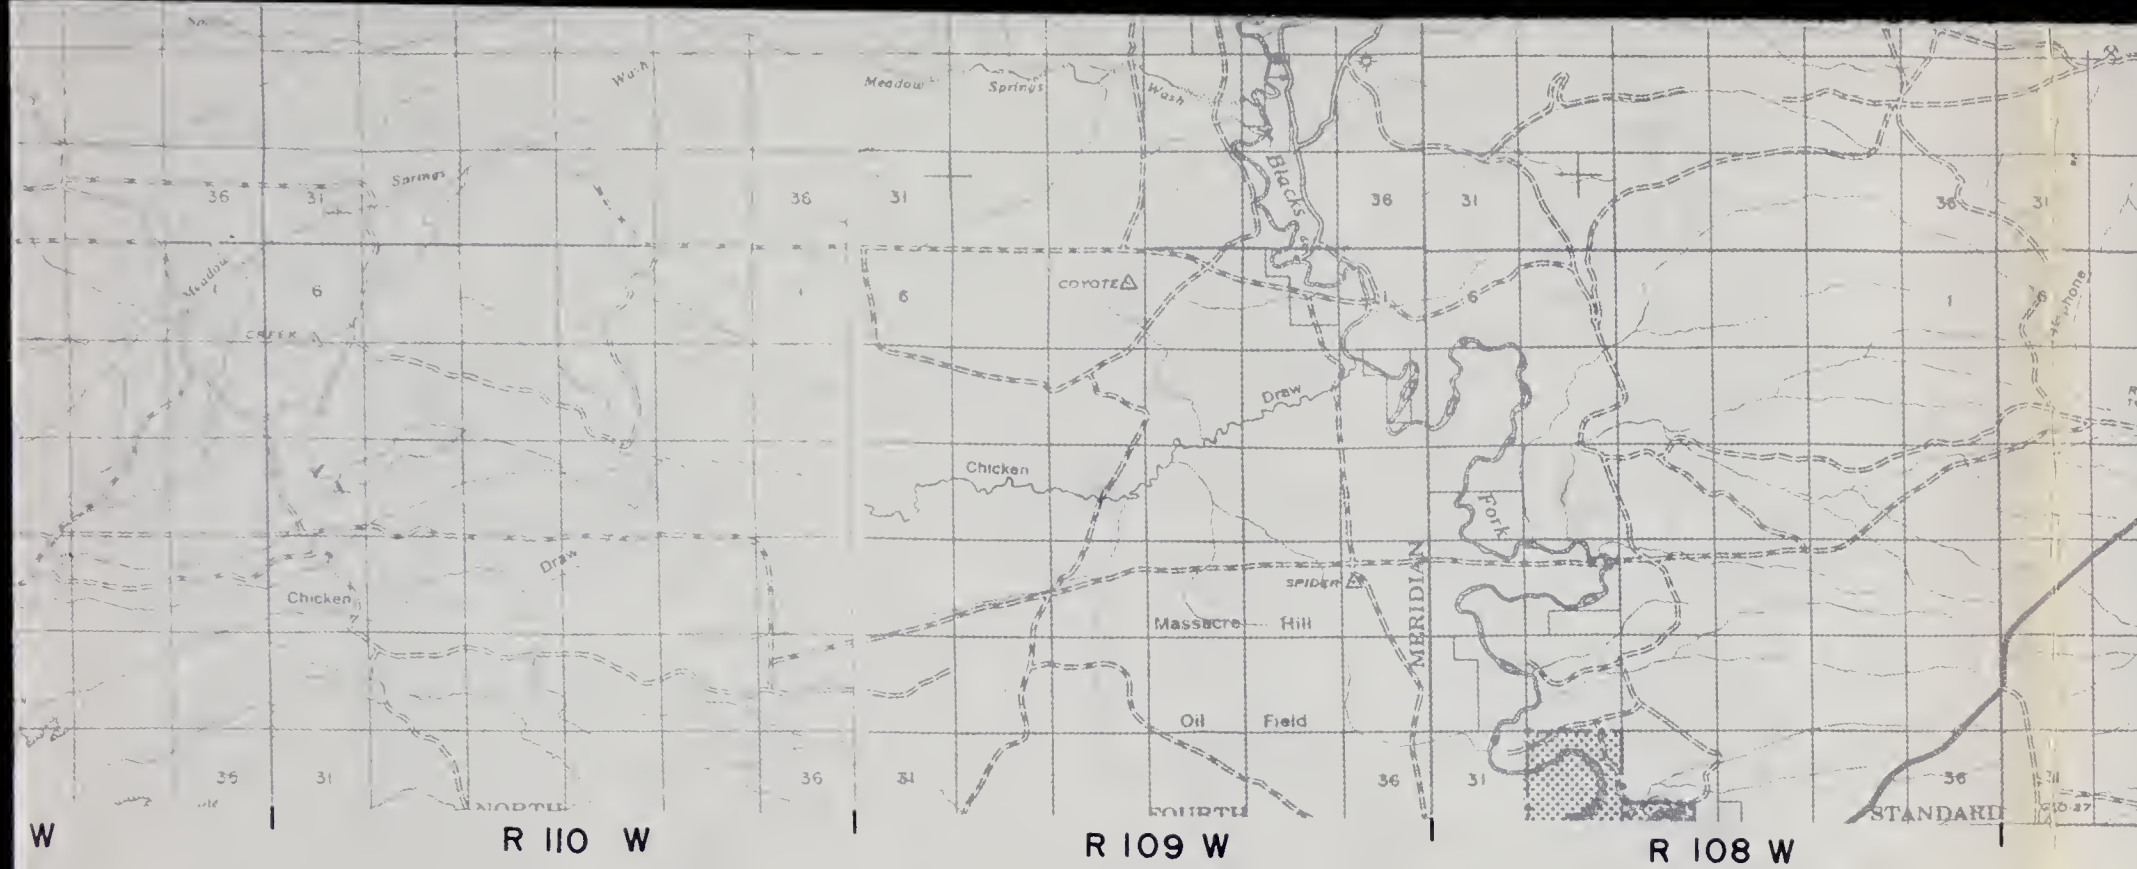 Wash
Meadow Springs Wash
Blacks
Springs
36 31 36 31 36 31 36 31
Meadow
COYOTE
6 1 6 1 6 1 6
CREEK
Draw
Chicken
Fork
Draw
SPIDER
MERIDIAN
Chicken
Massacre Hill
Oil Field
36 31 36 31 36 31 36 31
NORTH FOURTH STANDARD
W R 110 W R 109 W R 108 W